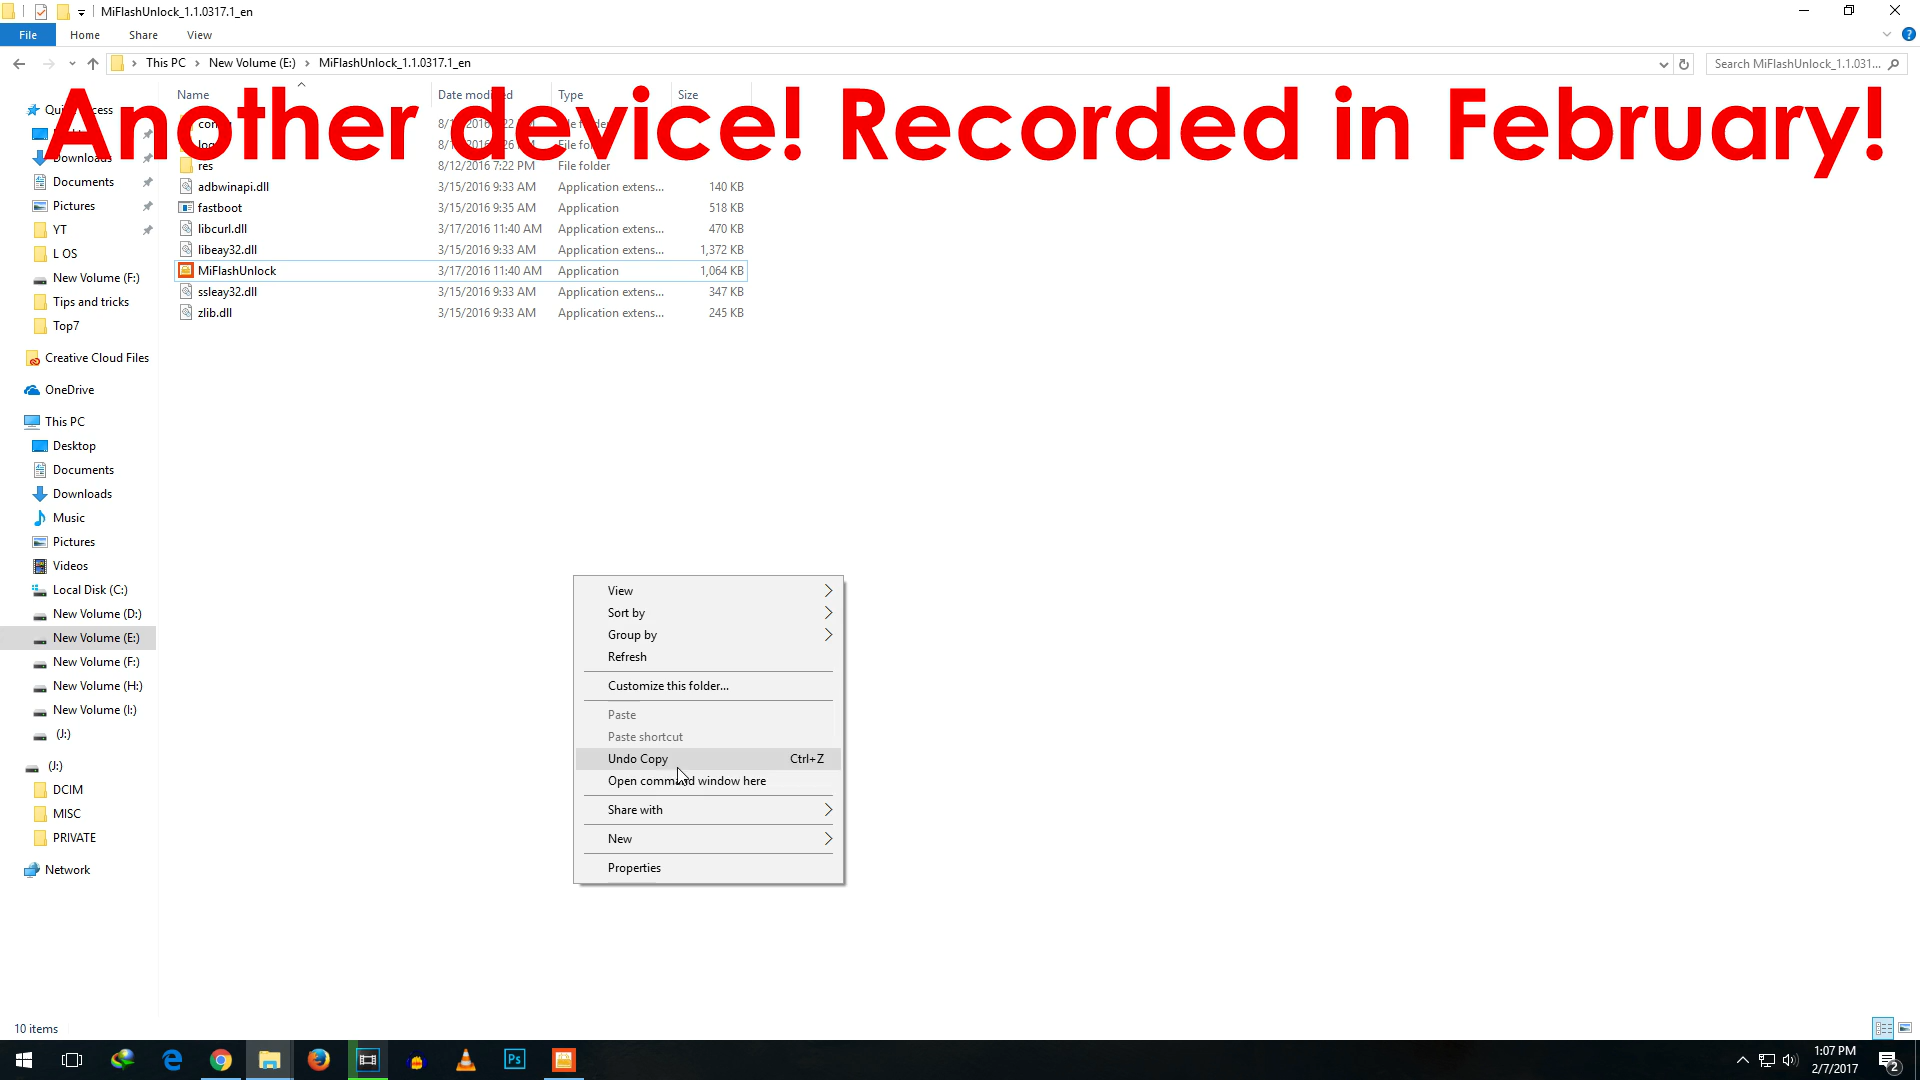 MiFlashUnlock_1.1.0317.1_en
File Home Share View
This PC New Volume (E:) MiFlashUnlock_1.1.0317.1_en
Search MiFlashUnlock_1.1.031...
Name Date modified Type Size
Another device! Recorded in February!
res 8/12/2016 7:22 PM File folder
adbwinapi.dll 3/15/2016 9:33 AM Application extens... 140 KB
fastboot 3/15/2016 9:35 AM Application 518 KB
libcurl.dll 3/17/2016 11:40 AM Application extens... 470 KB
libeay32.dll 3/15/2016 9:33 AM Application extens... 1,372 KB
MiFlashUnlock 3/17/2016 11:40 AM Application 1,064 KB
ssleay32.dll 3/15/2016 9:33 AM Application extens... 347 KB
zlib.dll 3/15/2016 9:33 AM Application extens... 245 KB
Quick access
Downloads
Documents
Pictures
YT
L OS
New Volume (F:)
Tips and tricks
Top7
Creative Cloud Files
OneDrive
This PC
Desktop
Documents
Downloads
Music
Pictures
Videos
Local Disk (C:)
New Volume (D:)
New Volume (E:)
New Volume (F:)
New Volume (H:)
New Volume (I:)
(J:)
(J:)
DCIM
MISC
PRIVATE
Network
View
Sort by
Group by
Refresh
Customize this folder...
Paste
Paste shortcut
Undo Copy Ctrl+Z
Open command window here
Share with
New
Properties
10 items
Ps
1:07 PM
2/7/2017
2